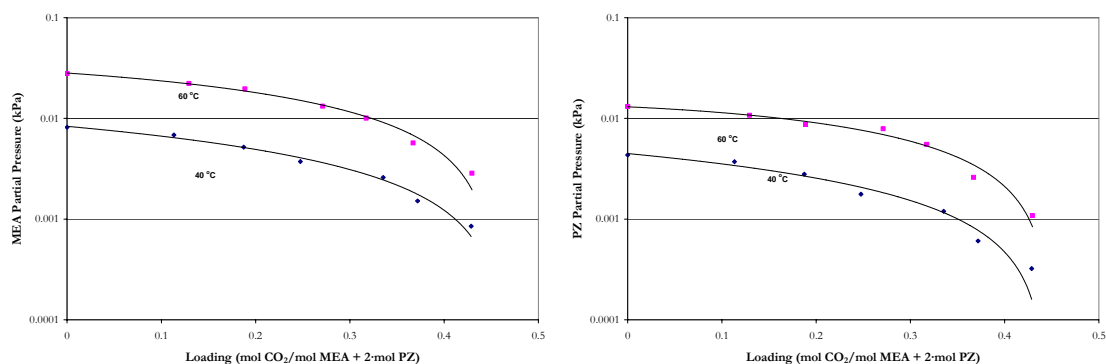 0.1
0.01
0.001
0.0001
MEA Partial Pressure (kPa)
60 °C
40 °C
0 0.1 0.2 0.3 0.4 0.5
Loading (mol CO₂/mol MEA + 2·mol PZ)
0.1
0.01
0.001
0.0001
PZ Partial Pressure (kPa)
60 °C
40 °C
0 0.1 0.2 0.3 0.4 0.5
Loading (mol CO₂/mol MEA + 2·mol PZ)